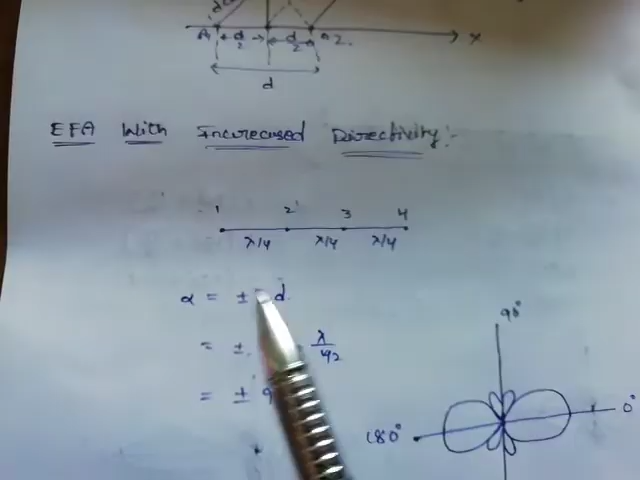 A1 d/2 d/2 2. x
d
EFA With Increased Directivity:-
1 2 3 4
λ/4 λ/4 λ/4
α = ± d.
90°
= ± λ/42
= ± 9
180° 0°